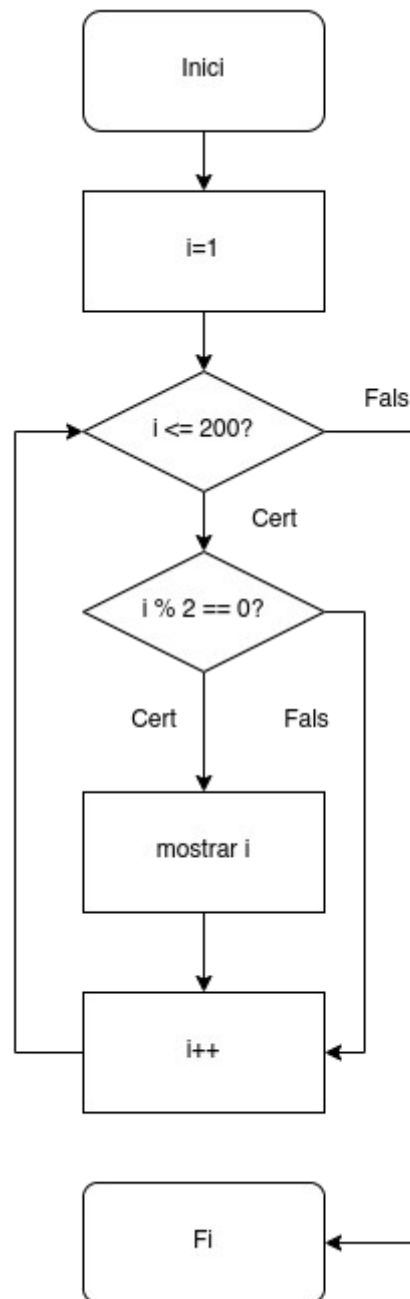 Inici
i=1
i <= 200?
Fals
Cert
i % 2 == 0?
Cert
Fals
mostrar i
i++
Fi